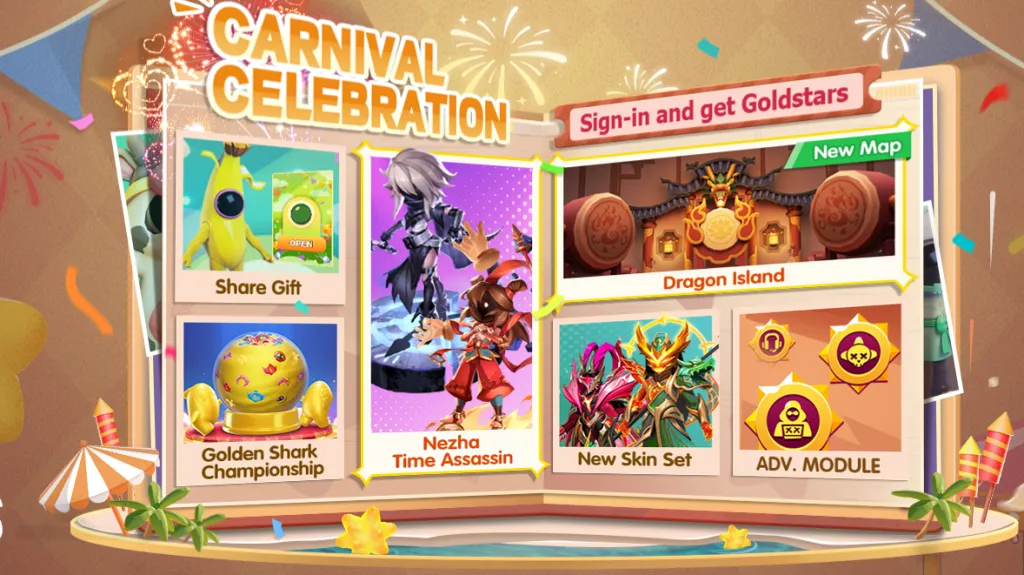 CARNIVAL
CELEBRATION
Sign-in and get Goldstars
New Map
OPEN
Share Gift
Dragon Island
Golden Shark
Championship
Nezha
Time Assassin
New Skin Set
ADV. MODULE